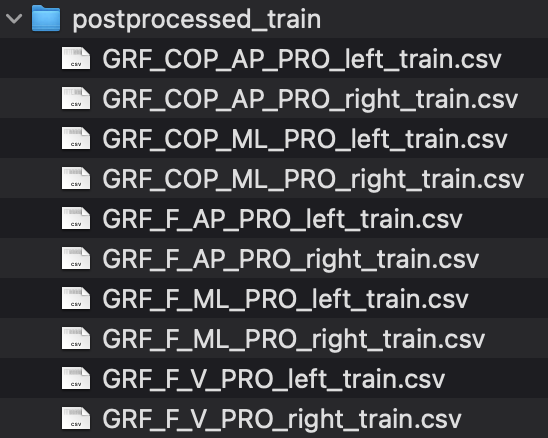 postprocessed_train
GRF_COP_AP_PRO_left_train.csv
GRF_COP_AP_PRO_right_train.csv
GRF_COP_ML_PRO_left_train.csv
GRF_COP_ML_PRO_right_train.csv
GRF_F_AP_PRO_left_train.csv
GRF_F_AP_PRO_right_train.csv
GRF_F_ML_PRO_left_train.csv
GRF_F_ML_PRO_right_train.csv
GRF_F_V_PRO_left_train.csv
GRF_F_V_PRO_right_train.csv